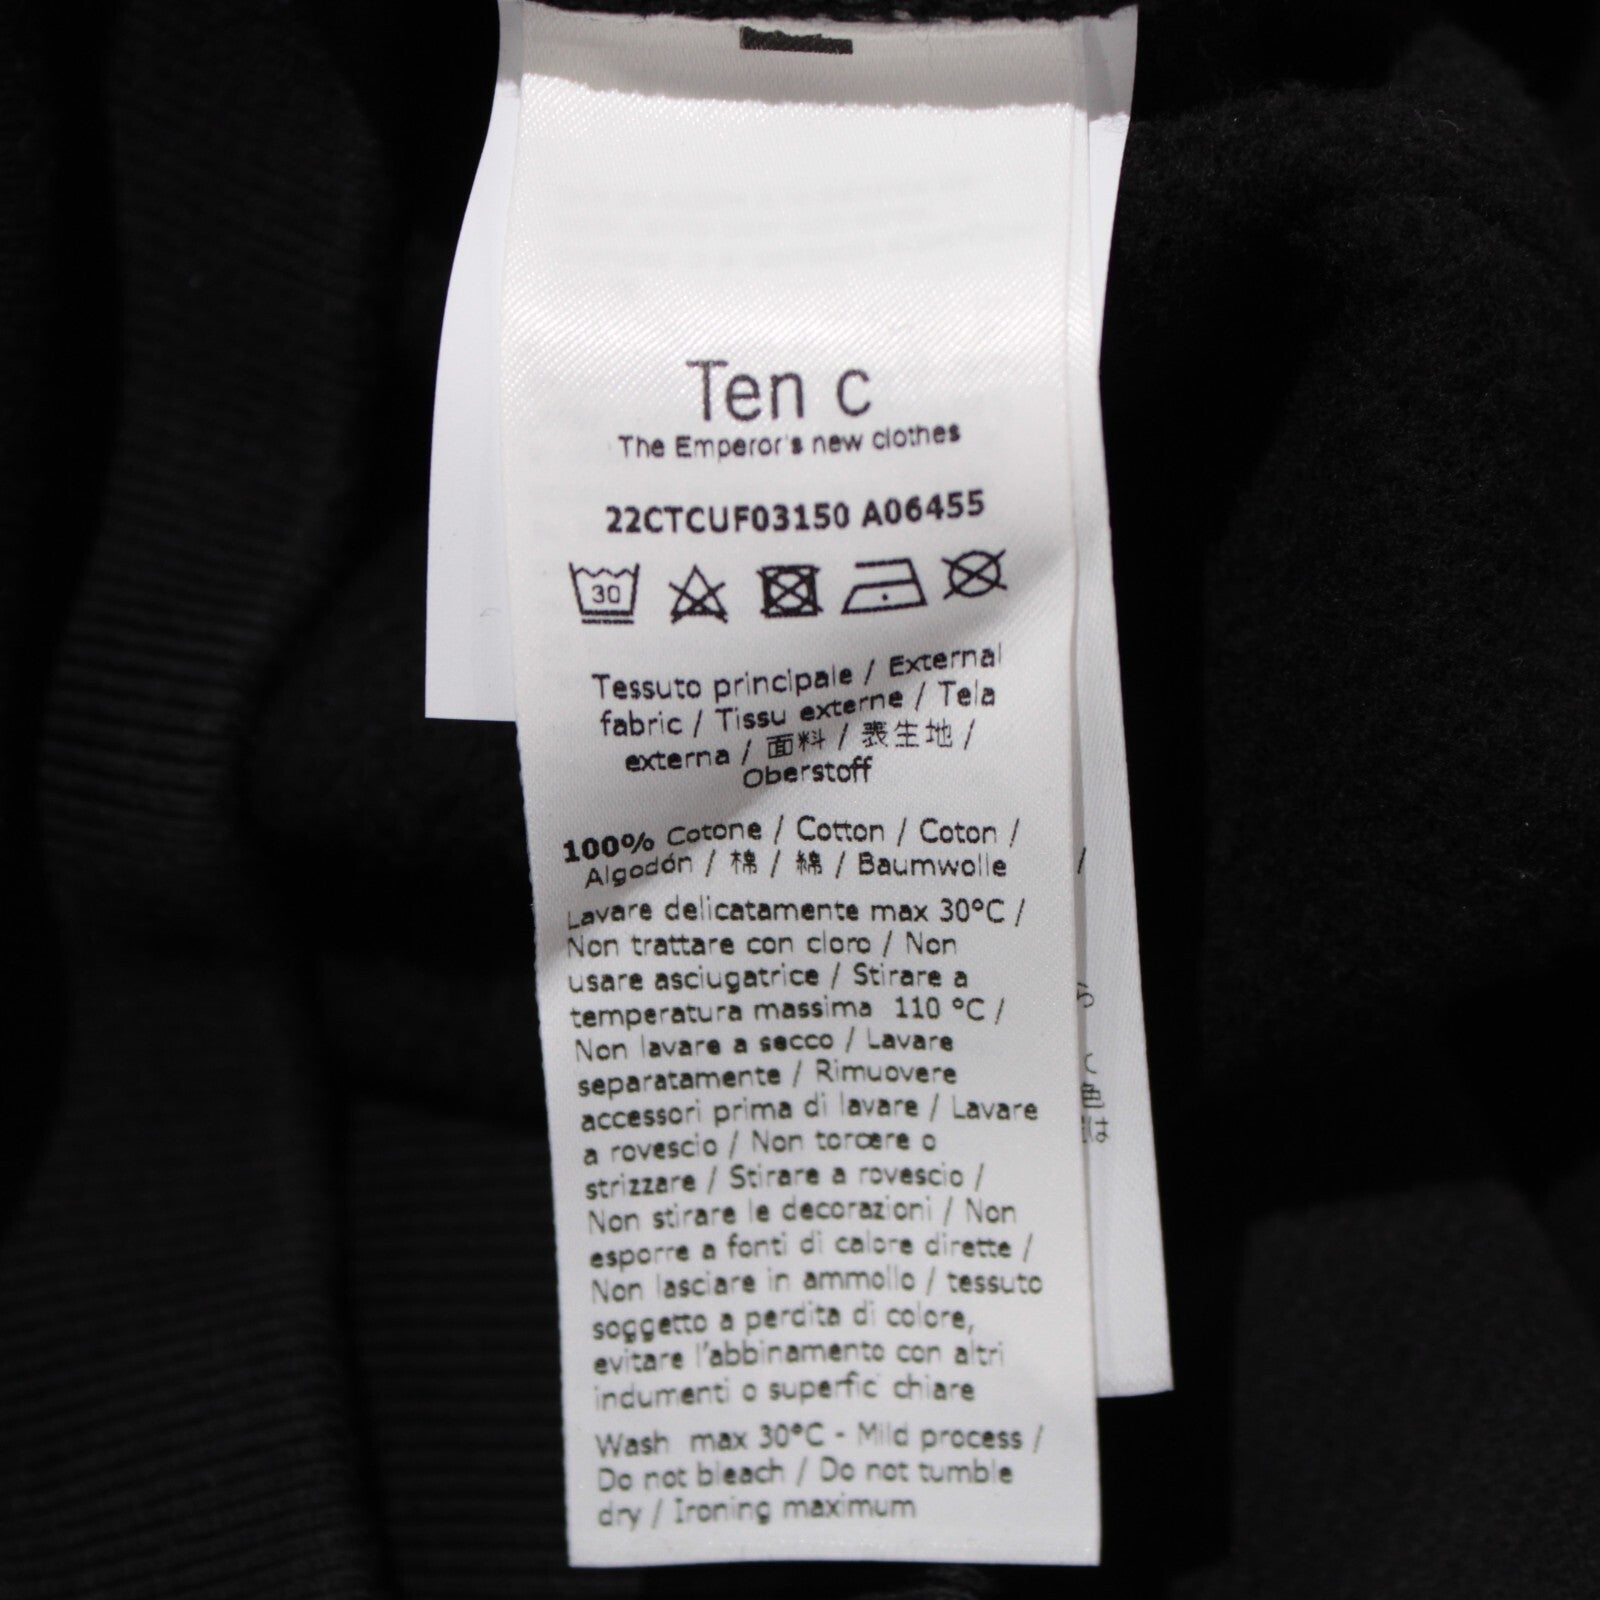 Ten c
The Emperor's new clothes
22CTCUF03150 A06455
30
Tessuto principale / External
fabric / Tissu externe / Tela
externa / 面料 / 表生地 /
Oberstoff
100% Cotone / Cotton / Coton /
Algodón / 棉 / 綿 / Baumwolle
Lavare delicatamente max 30°C /
Non trattare con cloro / Non
usare asciugatrice / Stirare a
temperatura massima 110 °C /
Non lavare a secco / Lavare
separatamente / Rimuovere
accessori prima di lavare / Lavare
a rovescio / Non torcere o
strizzare / Stirare a rovescio /
Non stirare le decorazioni / Non
esporre a fonti di calore dirette /
Non lasciare in ammollo / tessuto
soggetto a perdita di colore,
evitare l'abbinamento con altri
indumenti o superfic chiare
Wash max 30°C - Mild process /
Do not bleach / Do not tumble
dry / Ironing maximum
/
ら
て
色
は